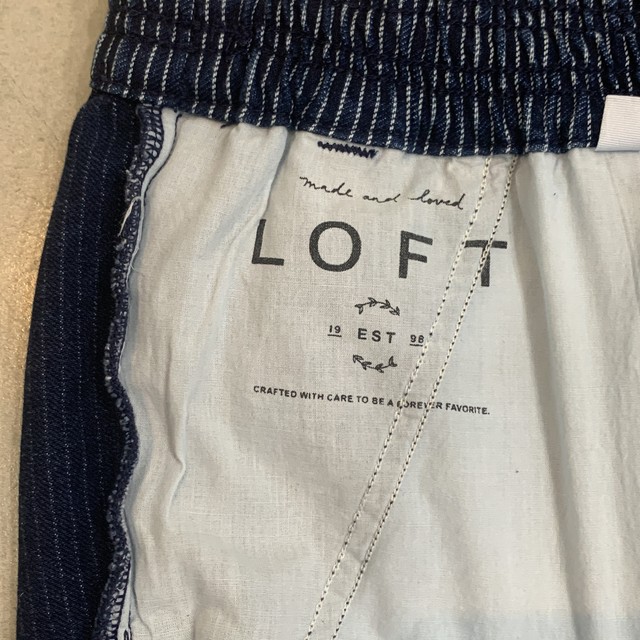 made and loved
LOFT
19 EST 98
CRAFTED WITH CARE TO BE A FOREVER FAVORITE.